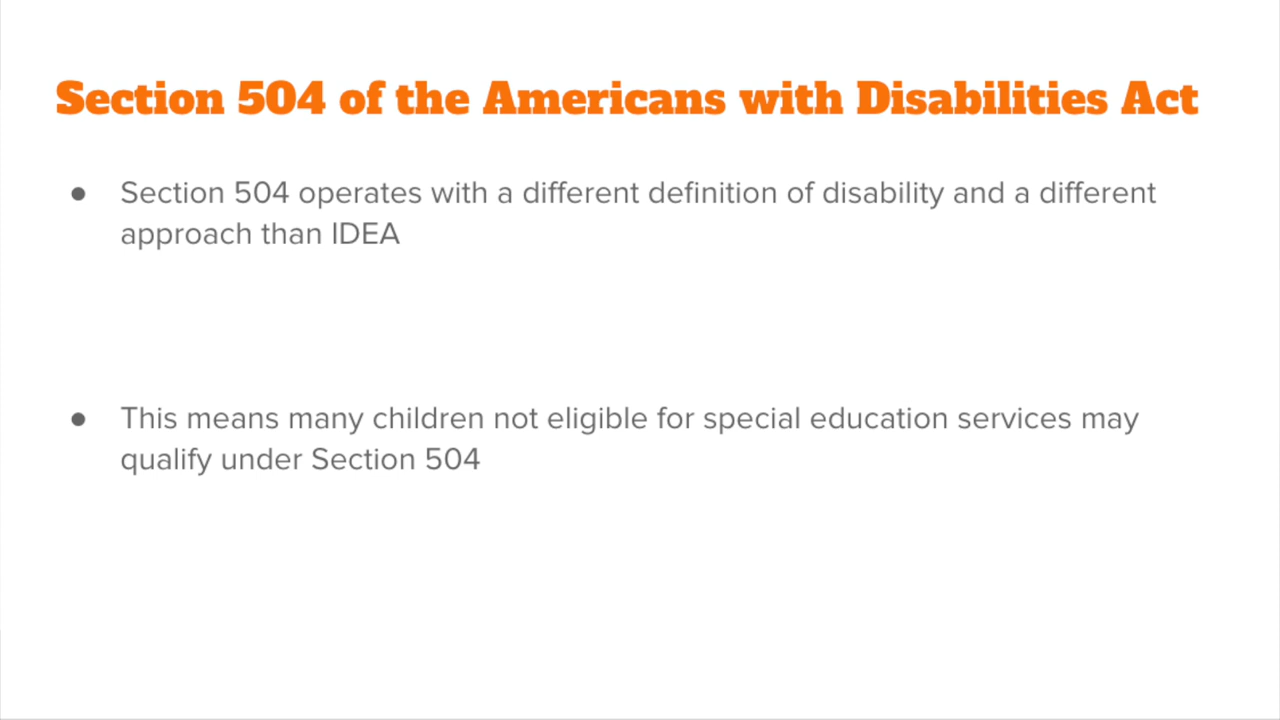 Section 504 of the Americans with Disabilities Act
● Section 504 operates with a different definition of disability and a different
approach than IDEA
● This means many children not eligible for special education services may
qualify under Section 504